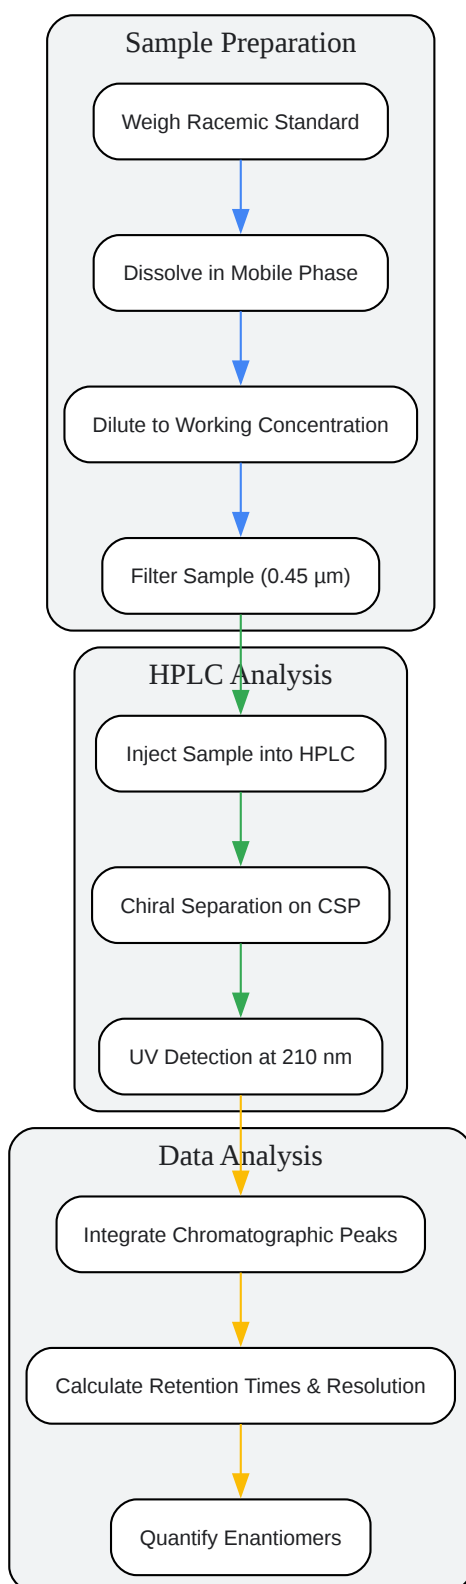 Sample Preparation
Weigh Racemic Standard
Dissolve in Mobile Phase
Dilute to Working Concentration
Filter Sample (0.45 µm)
HPLC Analysis
Inject Sample into HPLC
Chiral Separation on CSP
UV Detection at 210 nm
Data Analysis
Integrate Chromatographic Peaks
Calculate Retention Times & Resolution
Quantify Enantiomers